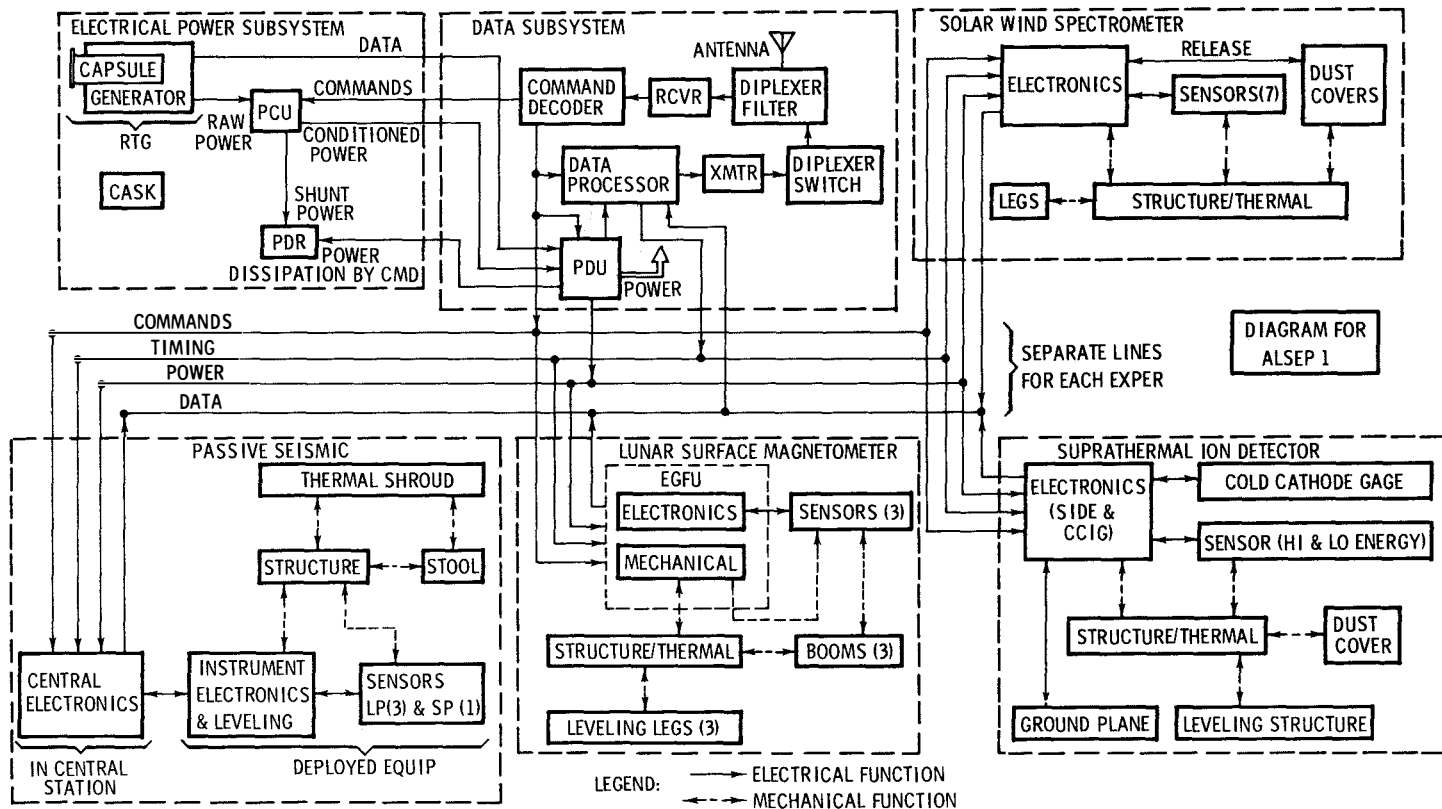 ELECTRICAL POWER SUBSYSTEM
CAPSULE
GENERATOR
RTG
RAW
POWER
PCU
DATA
COMMANDS
CONDITIONED
POWER
CASK
SHUNT
POWER
PDR
POWER
DISSIPATION BY CMD
DATA SUBSYSTEM
ANTENNA
COMMAND
DECODER
RCVR
DIPLEXER
FILTER
DATA
PROCESSOR
XMTR
DIPLEXER
SWITCH
PDU
POWER
SOLAR WIND SPECTROMETER
ELECTRONICS
RELEASE
DUST
COVERS
SENSORS(7)
LEGS
STRUCTURE/THERMAL
COMMANDS
TIMING
POWER
DATA
SEPARATE LINES
FOR EACH EXPER
DIAGRAM FOR
ALSEP 1
PASSIVE SEISMIC
THERMAL SHROUD
STRUCTURE
STOOL
CENTRAL
ELECTRONICS
INSTRUMENT
ELECTRONICS
& LEVELING
SENSORS
LP(3) & SP (1)
IN CENTRAL
STATION
DEPLOYED EQUIP
LUNAR SURFACE MAGNETOMETER
EGFU
ELECTRONICS
SENSORS (3)
MECHANICAL
STRUCTURE/THERMAL
BOOMS (3)
LEVELING LEGS (3)
SUPRATHERMAL ION DETECTOR
ELECTRONICS
(SIDE &
CCIG)
COLD CATHODE GAGE
SENSOR (HI & LO ENERGY)
STRUCTURE/THERMAL
DUST
COVER
GROUND PLANE
LEVELING STRUCTURE
LEGEND:
ELECTRICAL FUNCTION
MECHANICAL FUNCTION